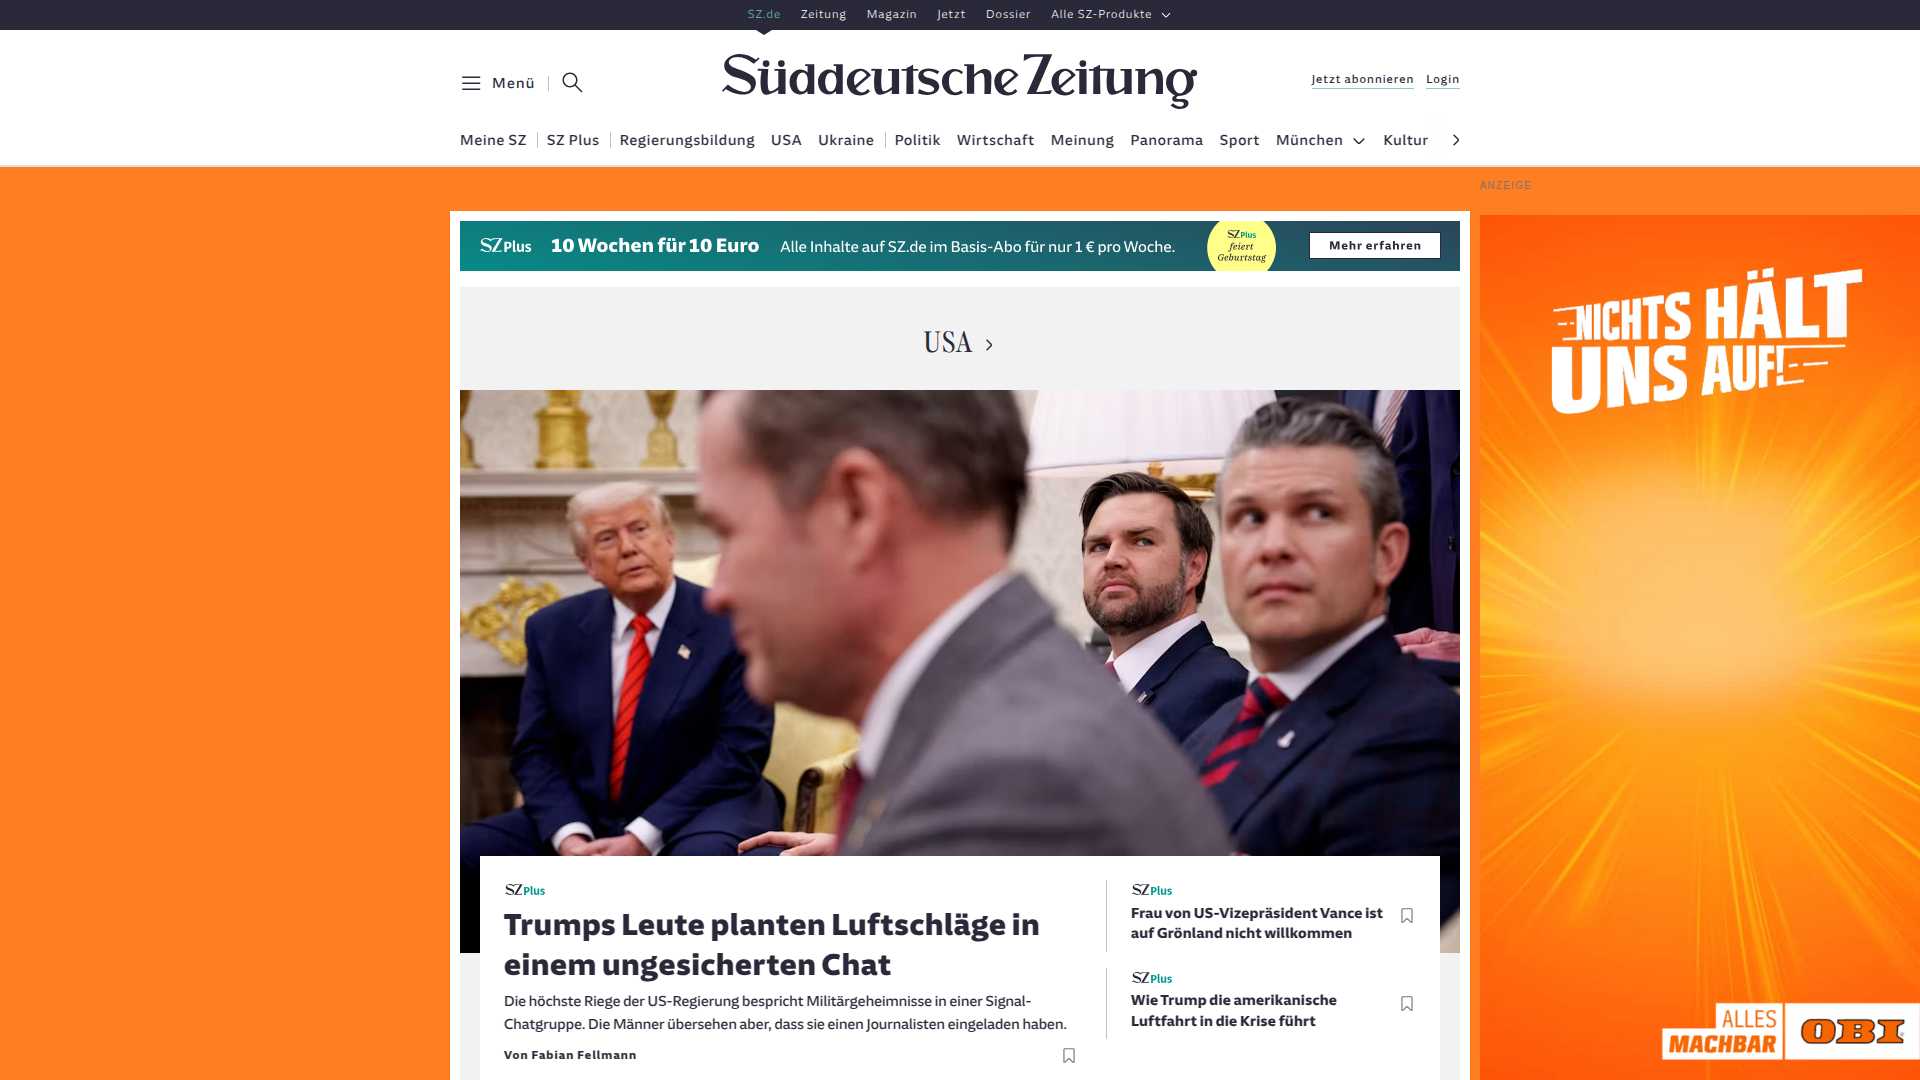 SZ.de Zeitung Magazin Jetzt Dossier Alle SZ-Produkte
Menü
Süddeutsche Zeitung
Jetzt abonnieren Login
Meine SZ SZ Plus Regierungsbildung USA Ukraine Politik Wirtschaft Meinung Panorama Sport München Kultur
ANZEIGE
SZ Plus 10 Wochen für 10 Euro Alle Inhalte auf SZ.de im Basis-Abo für nur 1 € pro Woche.
SZ Plus
feiert
Geburtstag
Mehr erfahren
USA
NICHTS HÄLT
UNS AUF!
SZ Plus
Trumps Leute planten Luftschläge in
einem ungesicherten Chat
Die höchste Riege der US-Regierung bespricht Militärgeheimnisse in einer Signal-
Chatgruppe. Die Männer übersehen aber, dass sie einen Journalisten eingeladen haben.
Von Fabian Fellmann
SZ Plus
Frau von US-Vizepräsident Vance ist
auf Grönland nicht willkommen
SZ Plus
Wie Trump die amerikanische
Luftfahrt in die Krise führt
ALLES
MACHBAR
OBI